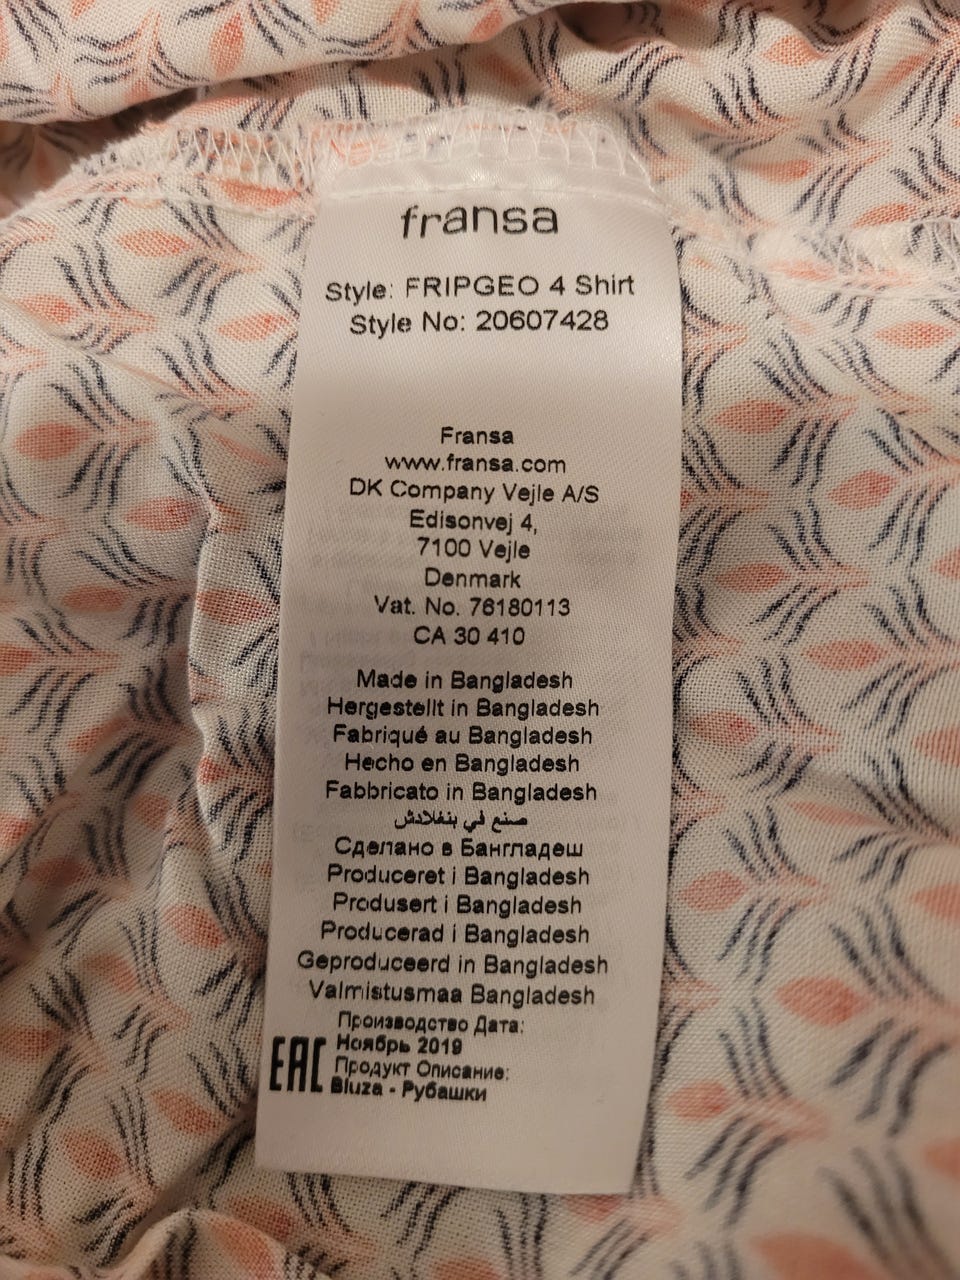 fransa
Style: FRIPGEO 4 Shirt
Style No: 20607428
Fransa
www.fransa.com
DK Company Vejle A/S
Edisonvej 4,
7100 Vejle
Denmark
Vat. No. 76180113
CA 30 410
Made in Bangladesh
Hergestellt in Bangladesh
Fabriqué au Bangladesh
Hecho en Bangladesh
Fabbricato in Bangladesh
صنع في بنغلادش
Сделано в Бангладеш
Produceret i Bangladesh
Produsert i Bangladesh
Producerad i Bangladesh
Geproduceerd in Bangladesh
Valmistusmaa Bangladesh
Производство Дата:
Ноябрь 2019
EAC
Продукт Описание:
Bluza - Рубашки